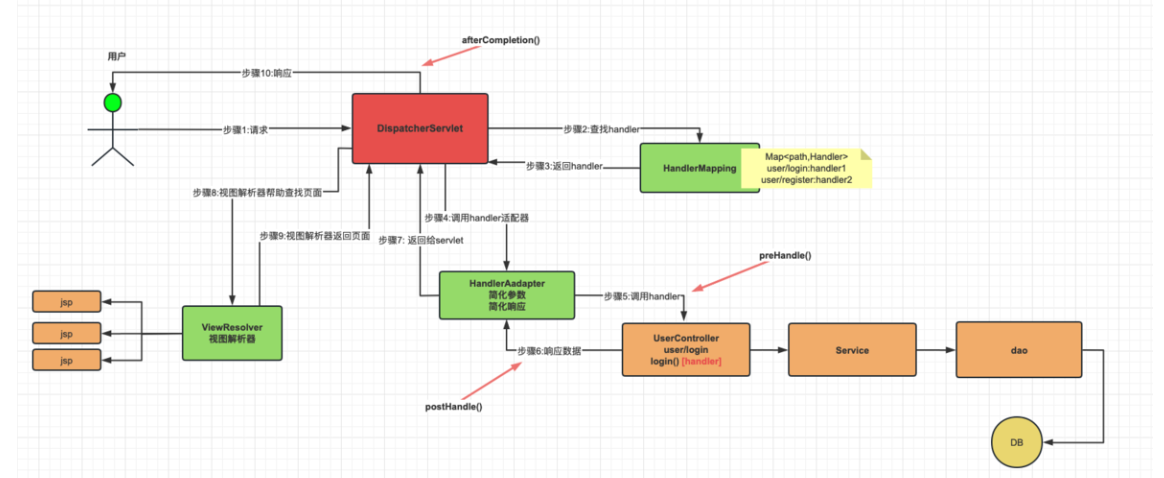 afterCompletion()
用户
步骤10:响应
DispatcherServlet
步骤1:请求
步骤2:查找handler
Map<path,Handler>
user/login:handler1
user/register:handler2
HandlerMapping
步骤3:返回handler
步骤8:视图解析器帮助查找页面
步骤4:调用handler适配器
步骤9:视图解析器返回页面
步骤7: 返回给servlet
preHandle()
HandlerAadapter
简化参数
简化响应
步骤5:调用handler
jsp
jsp
jsp
ViewResolver
视图解析器
UserController
user/login
login() [handler]
Service
dao
步骤6:响应数据
postHandle()
DB